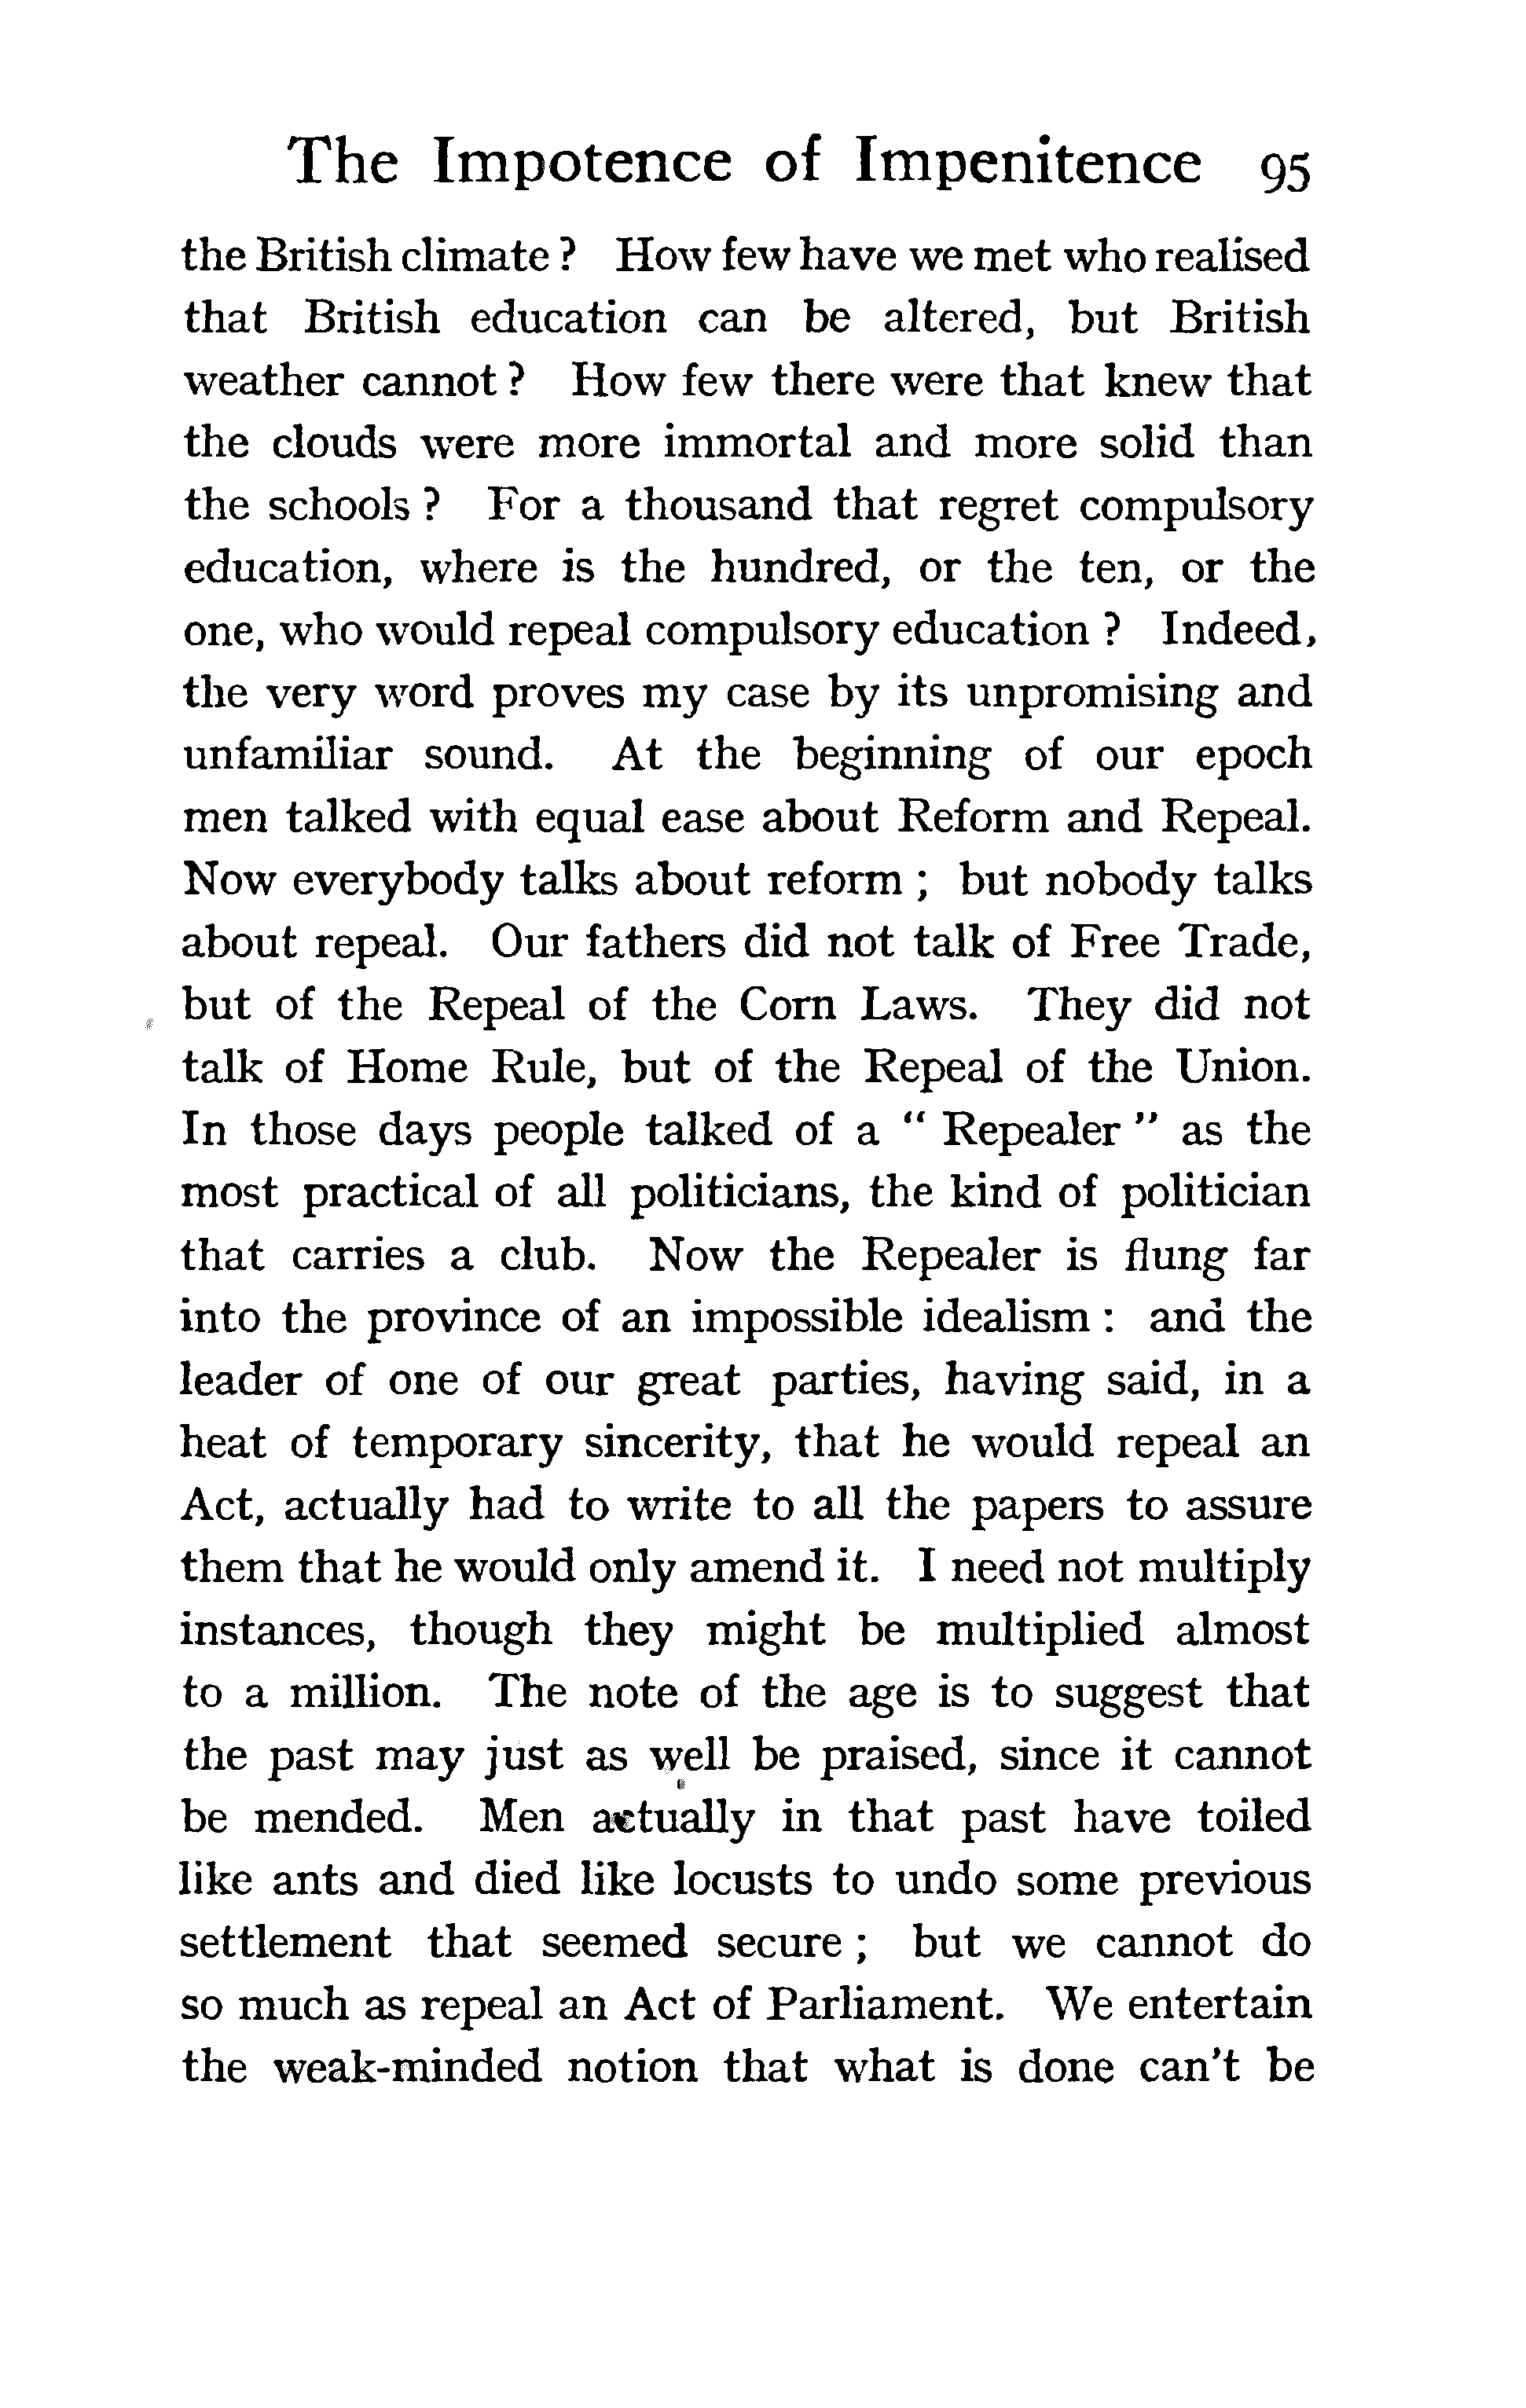 The Impotence of Impenitence 95
the British climate ? How few have we met who realised
that British education can be altered, but British
weather cannot ? How few there were that knew that
the clouds were more immortal and more solid than
the schools ? For a thousand that regret compulsory
education, where is the hundred, or the ten, or the
one, who would repeal compulsory education ? Indeed,
the very word proves my case by its unpromising and
unfamiliar sound. At the beginning of our epoch
men talked with equal ease about Reform and Repeal.
Now everybody talks about reform ; but nobody talks
about repeal. Our fathers did not talk of Free Trade,
but of the Repeal of the Corn Laws. They did not
talk of Home Rule, but of the Repeal of the Union.
In those days people talked of a “ Repealer ” as the
most practical of all politicians, the kind of politician
that carries a club. Now the Repealer is flung far
into the province of an impossible idealism : and the
leader of one of our great parties, having said, in a
heat of temporary sincerity, that he would repeal an
Act, actually had to write to all the papers to assure
them that he would only amend it. I need not multiply
instances, though they might be multiplied almost
to a million. The note of the age is to suggest that
the past may just as well be praised, since it cannot
be mended. Men actually in that past have toiled
like ants and died like locusts to undo some previous
settlement that seemed secure ; but we cannot do
so much as repeal an Act of Parliament. We entertain
the weak-minded notion that what is done can't be